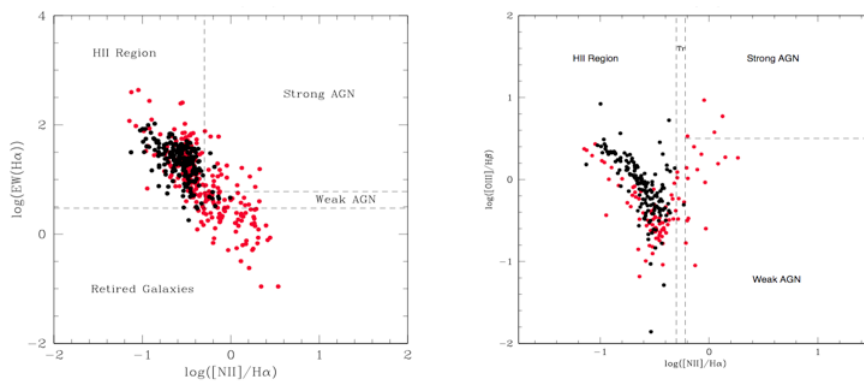 4
HII Region
Strong AGN
2
Weak AGN
0
Retired Galaxies
−2
−2
−1
0
1
2
log(EW(Hα))
log([NII]/Hα)
2
HII Region
Tr
Strong AGN
1
0
−1
Weak AGN
−2
−1
0
1
log([OIII]/Hβ)
log([NII]/Hα)